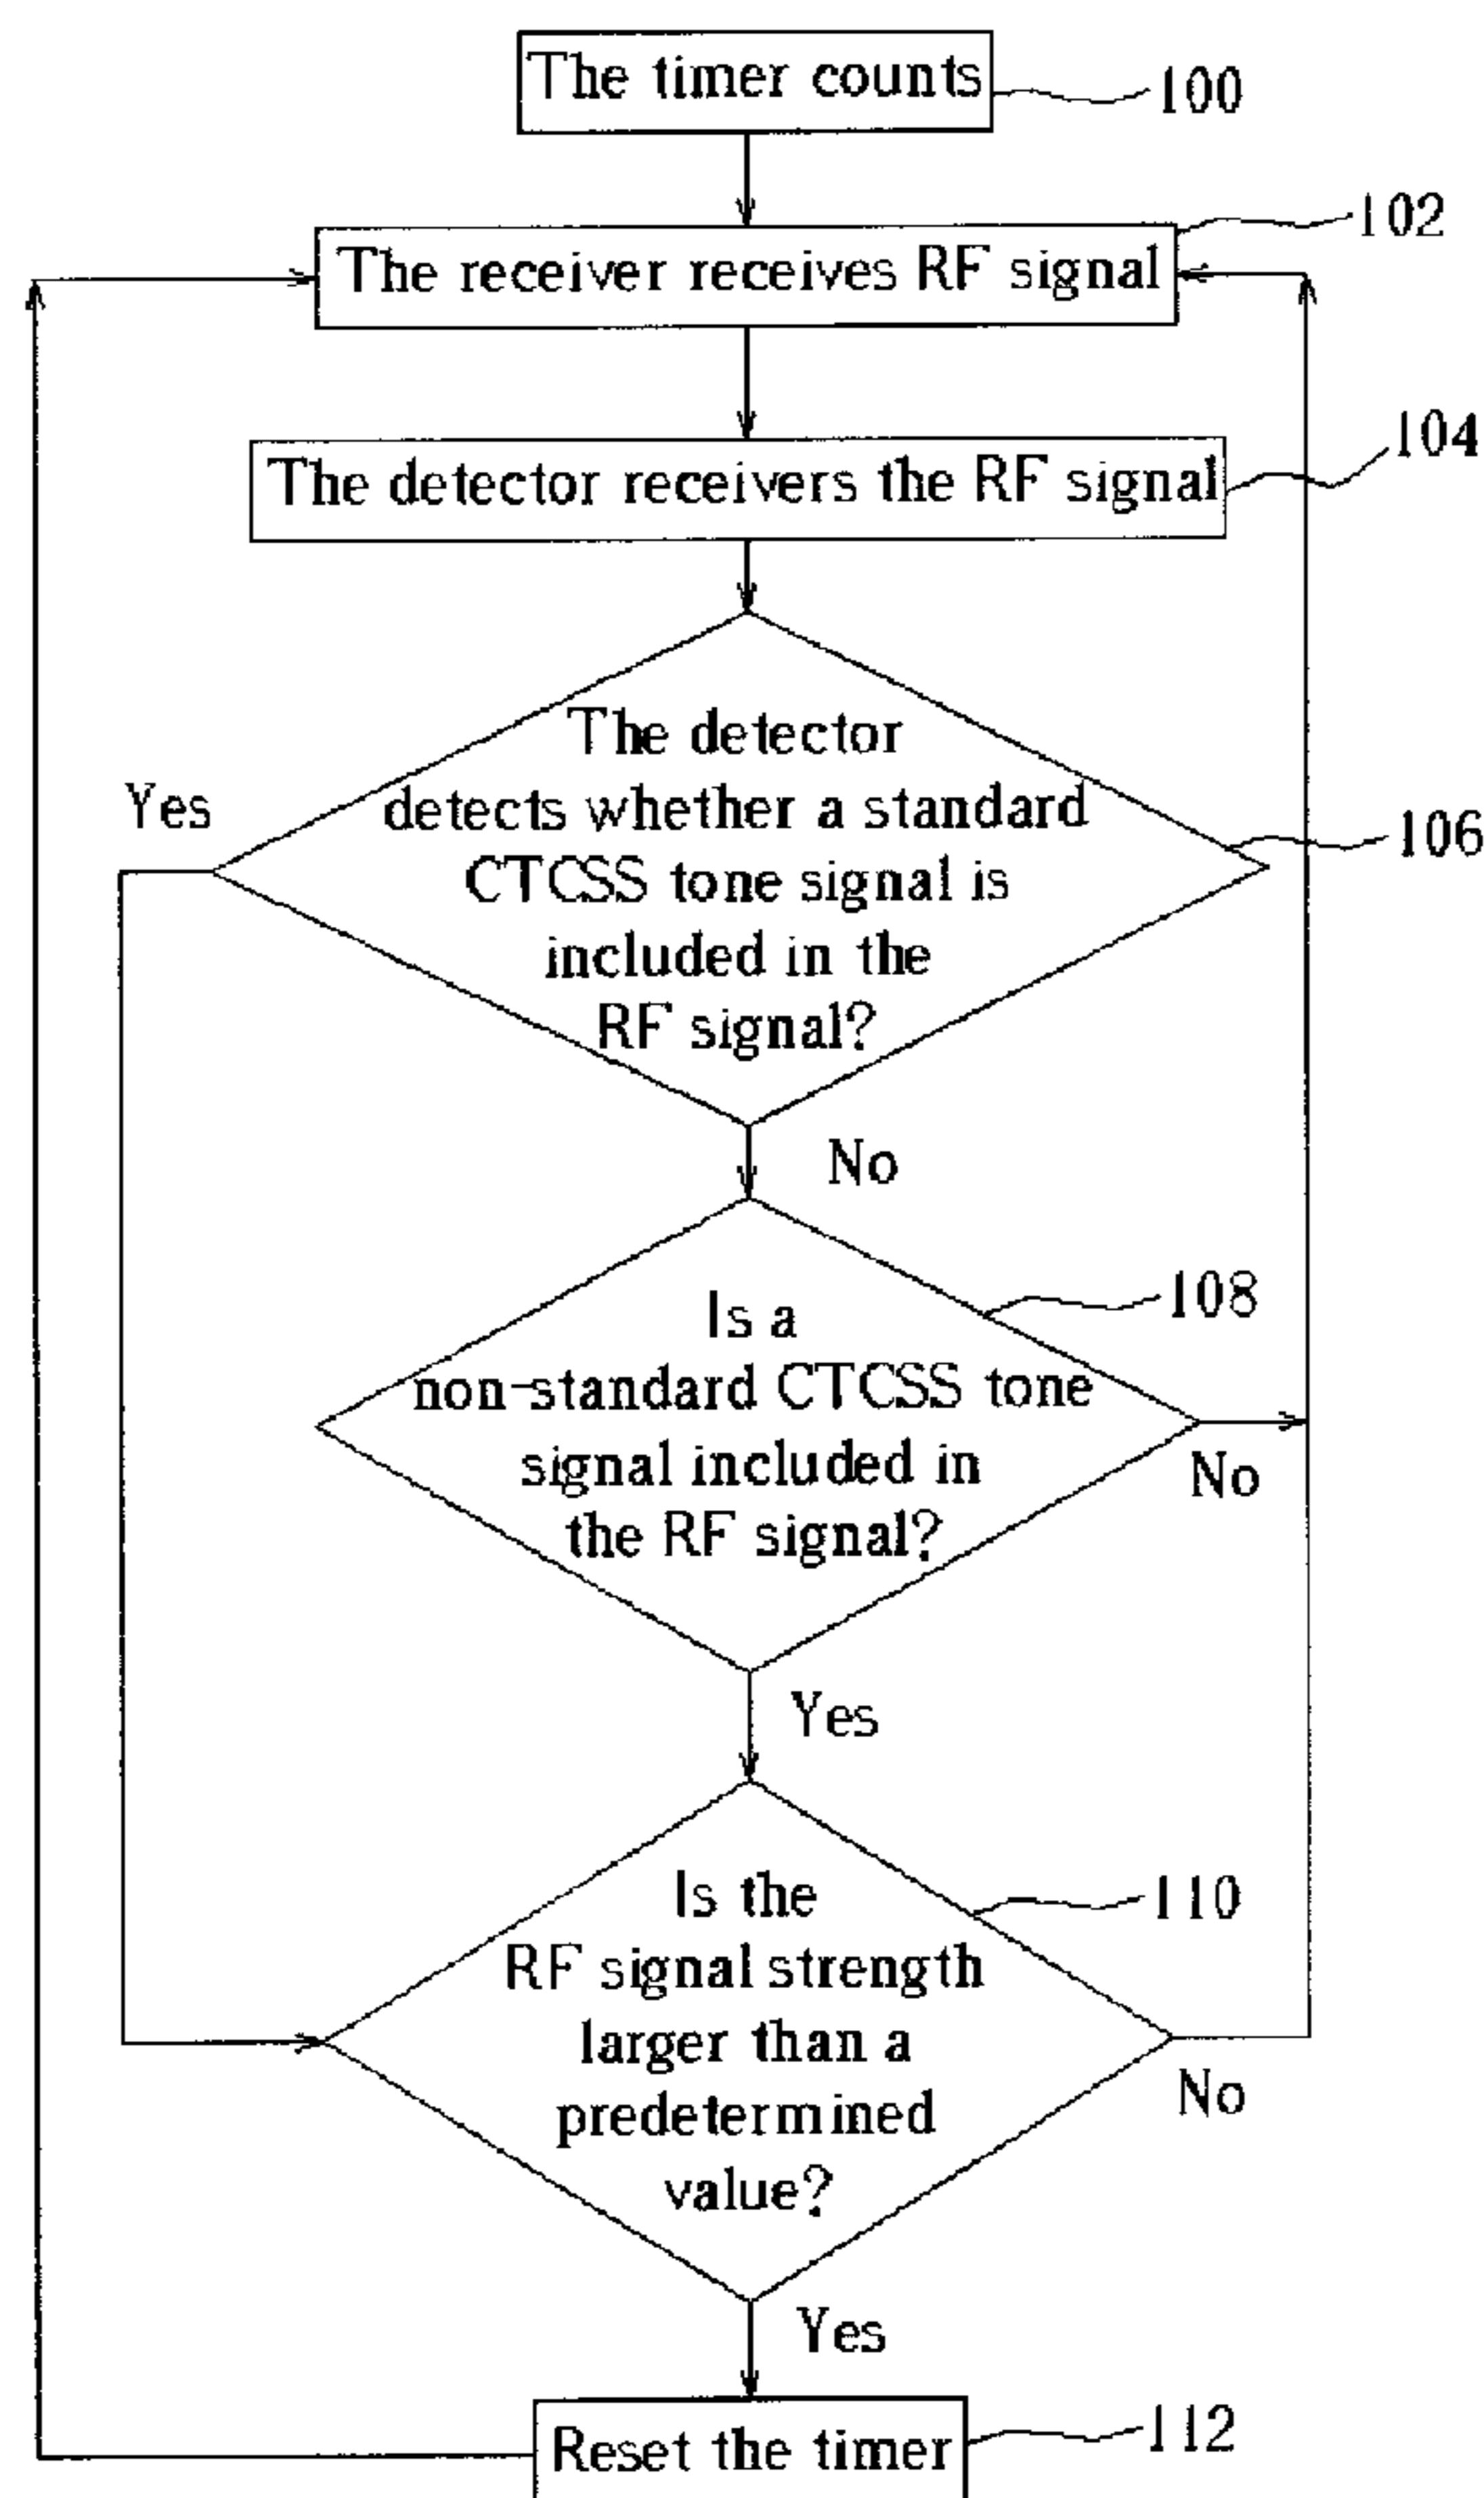 The timer counts
100
102
The receiver receives RF signal
104
The detector receivers the RF signal
The detector
Yes
detects whether a standard
106
CTCSS tone signal is
included in the
RF signal?
No
108
Is a
non-standard CTCSS tone
signal included in
No
the RF signal?
Yes
110
Is the
RF signal strength
larger than a
No
predetermined
value?
Yes
112
Reset the timer